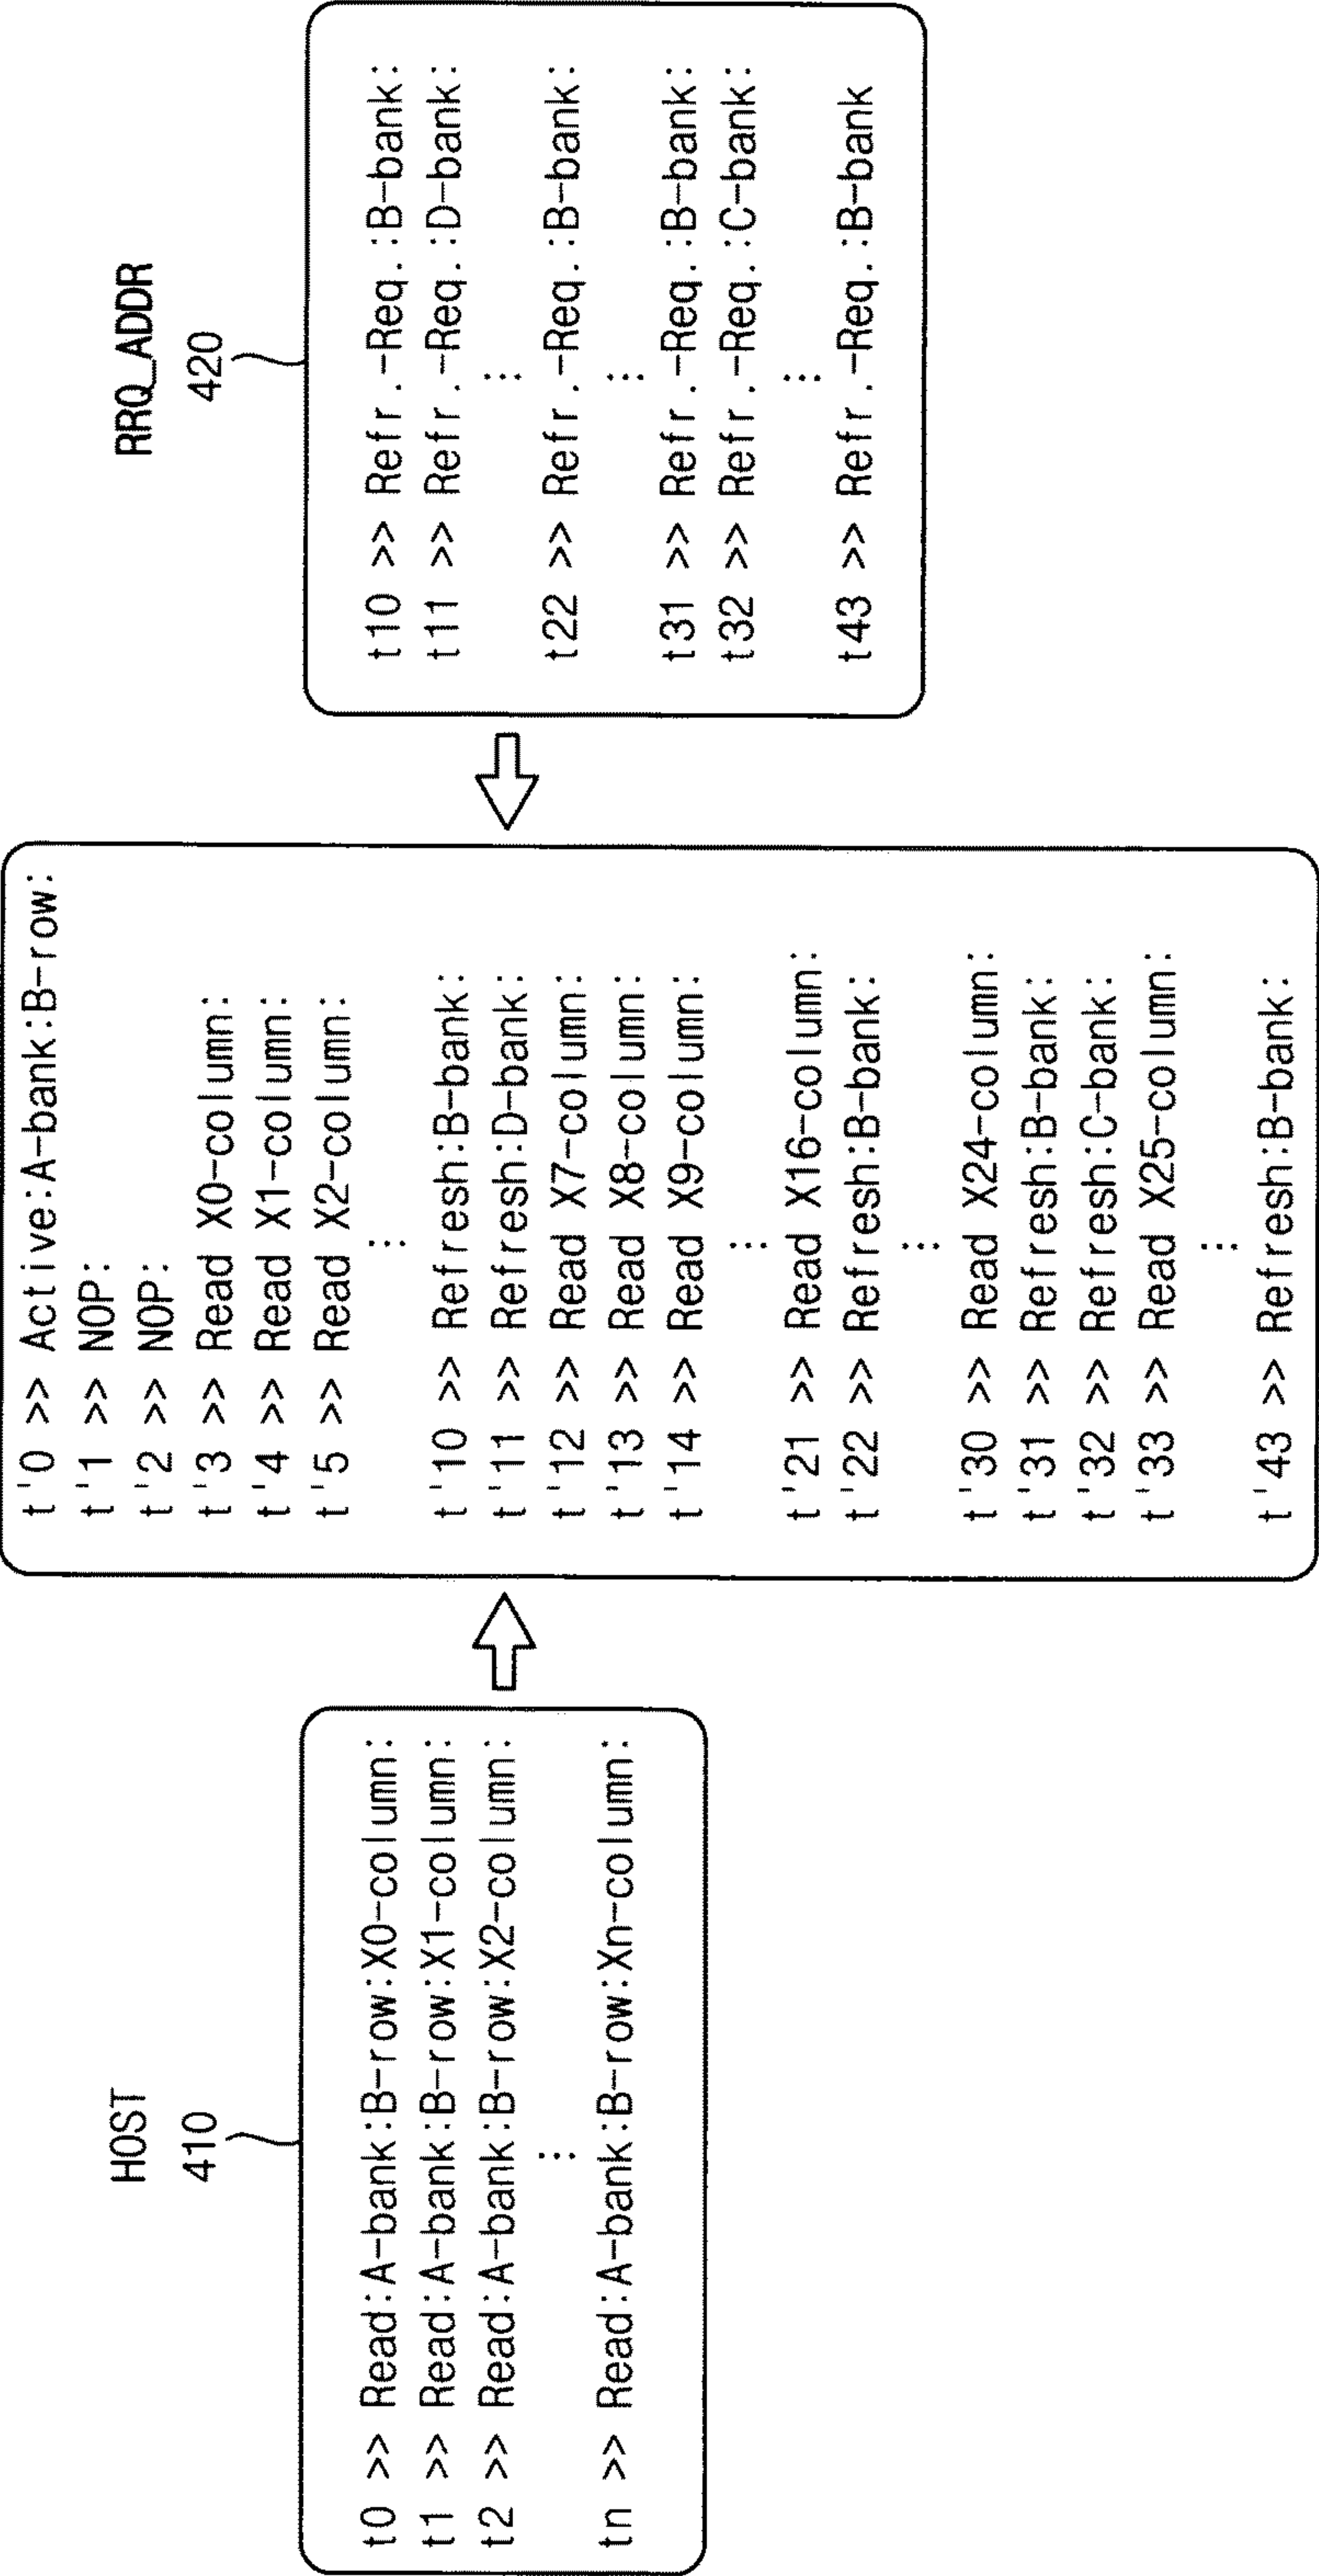 HOST
410
t0 >> Read:A-bank:B-row:X0-column:
t1 >> Read:A-bank:B-row:X1-column:
t2 >> Read:A-bank:B-row:X2-column:
⋮
tn >> Read:A-bank:B-row:Xn-column:
t'0 >> Active:A-bank:B-row:
t'1 >> NOP:
t'2 >> NOP:
t'3 >> Read X0-column:
t'4 >> Read X1-column:
t'5 >> Read X2-column:
⋮
t'10 >> Refresh:B-bank:
t'11 >> Refresh:D-bank:
t'12 >> Read X7-column:
t'13 >> Read X8-column:
t'14 >> Read X9-column:
⋮
t'21 >> Read X16-column:
t'22 >> Refresh:B-bank:
⋮
t'30 >> Read X24-column:
t'31 >> Refresh:B-bank:
t'32 >> Refresh:C-bank:
t'33 >> Read X25-column:
⋮
t'43 >> Refresh:B-bank:
RRQ_ADDR
420
t10 >> Refr.-Req.:B-bank:
t11 >> Refr.-Req.:D-bank:
⋮
t22 >> Refr.-Req.:B-bank:
⋮
t31 >> Refr.-Req.:B-bank:
t32 >> Refr.-Req.:C-bank:
⋮
t43 >> Refr.-Req.:B-bank